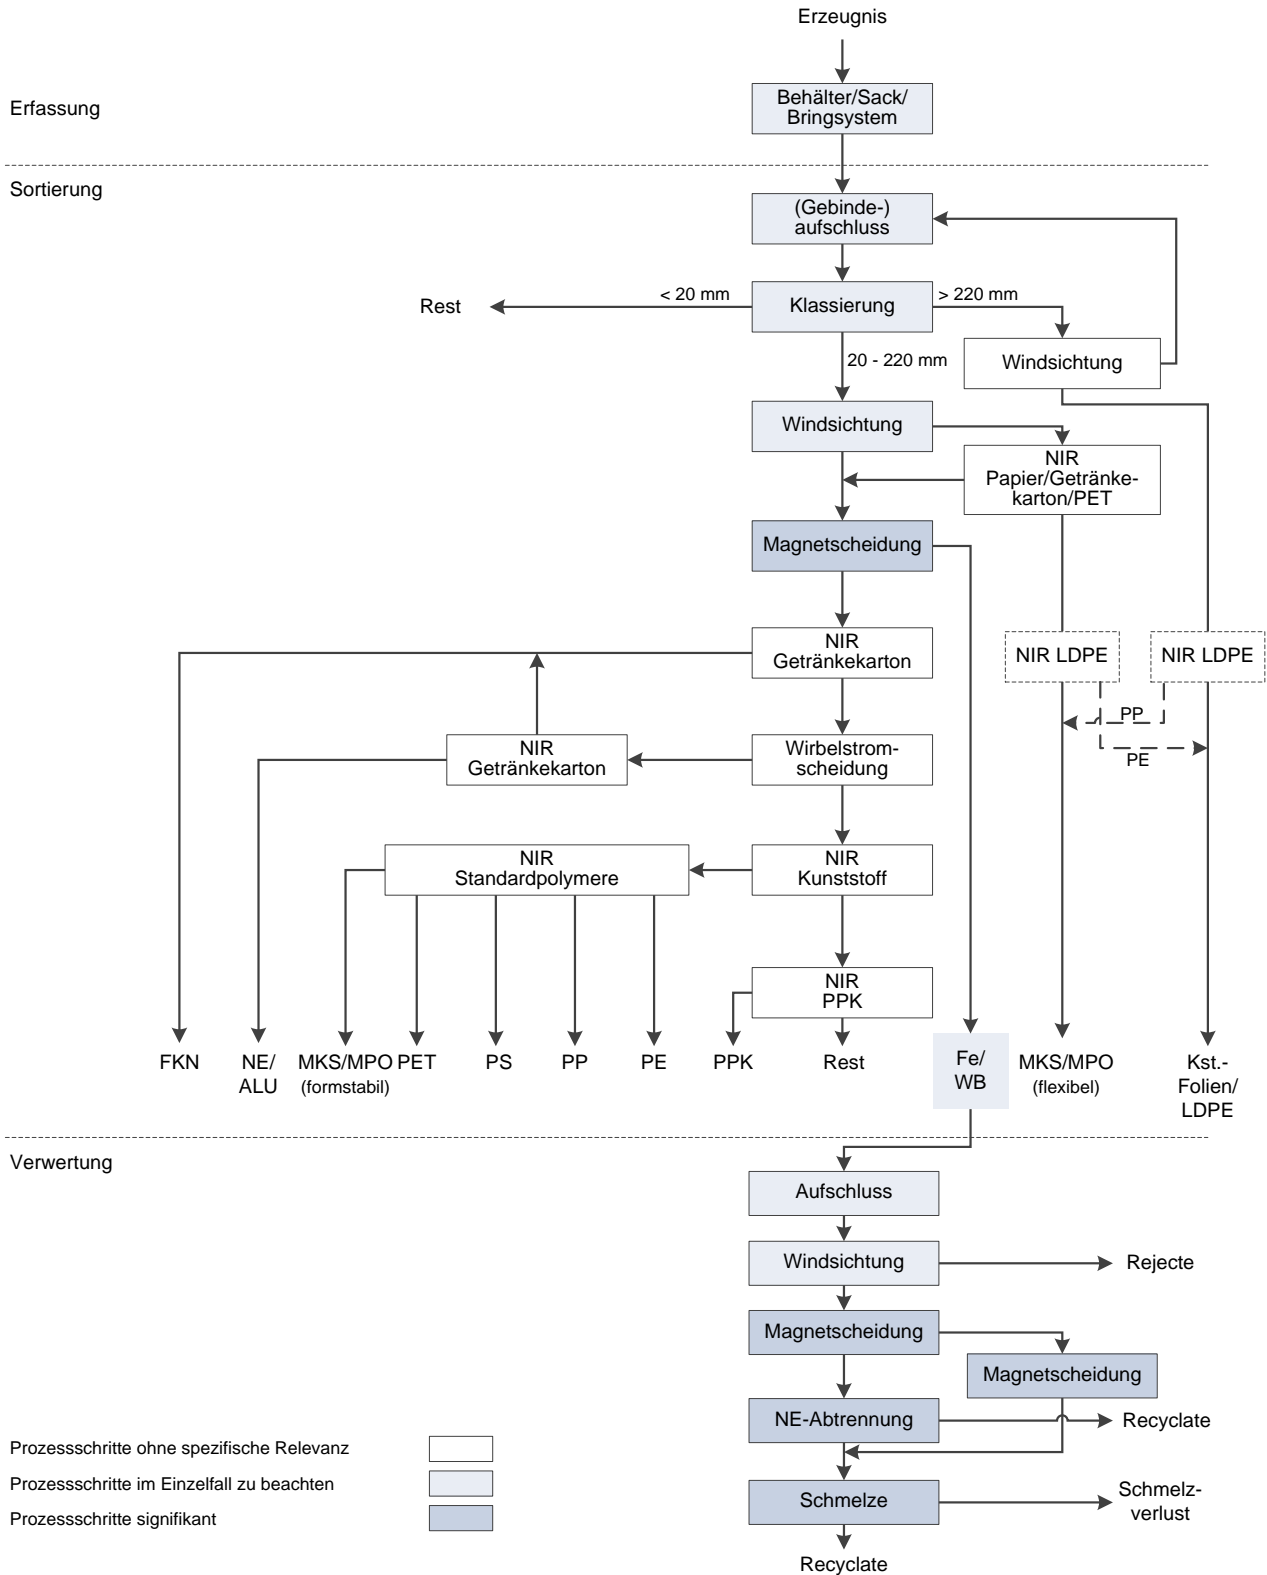 Erzeugnis
Erfassung
Behälter/Sack/
Bringsystem
Sortierung
(Gebinde-)
aufschluss
Rest
< 20 mm
Klassierung
> 220 mm
20 - 220 mm
Windsichtung
Windsichtung
NIR
Papier/Getränke-
karton/PET
Magnetscheidung
NIR
Getränkekarton
NIR LDPE
NIR LDPE
PP
PE
NIR
Getränkekarton
Wirbelstrom-
scheidung
NIR
Standardpolymere
NIR
Kunststoff
NIR
PPK
FKN
NE/
ALU
MKS/MPO
(formstabil)
PET
PS
PP
PE
PPK
Rest
Fe/
WB
MKS/MPO
(flexibel)
Kst.-
Folien/
LDPE
Verwertung
Aufschluss
Windsichtung
Rejecte
Magnetscheidung
Magnetscheidung
NE-Abtrennung
Recyclate
Schmelze
Schmelz-
verlust
Recyclate
Prozessschritte ohne spezifische Relevanz
Prozessschritte im Einzelfall zu beachten
Prozessschritte signifikant